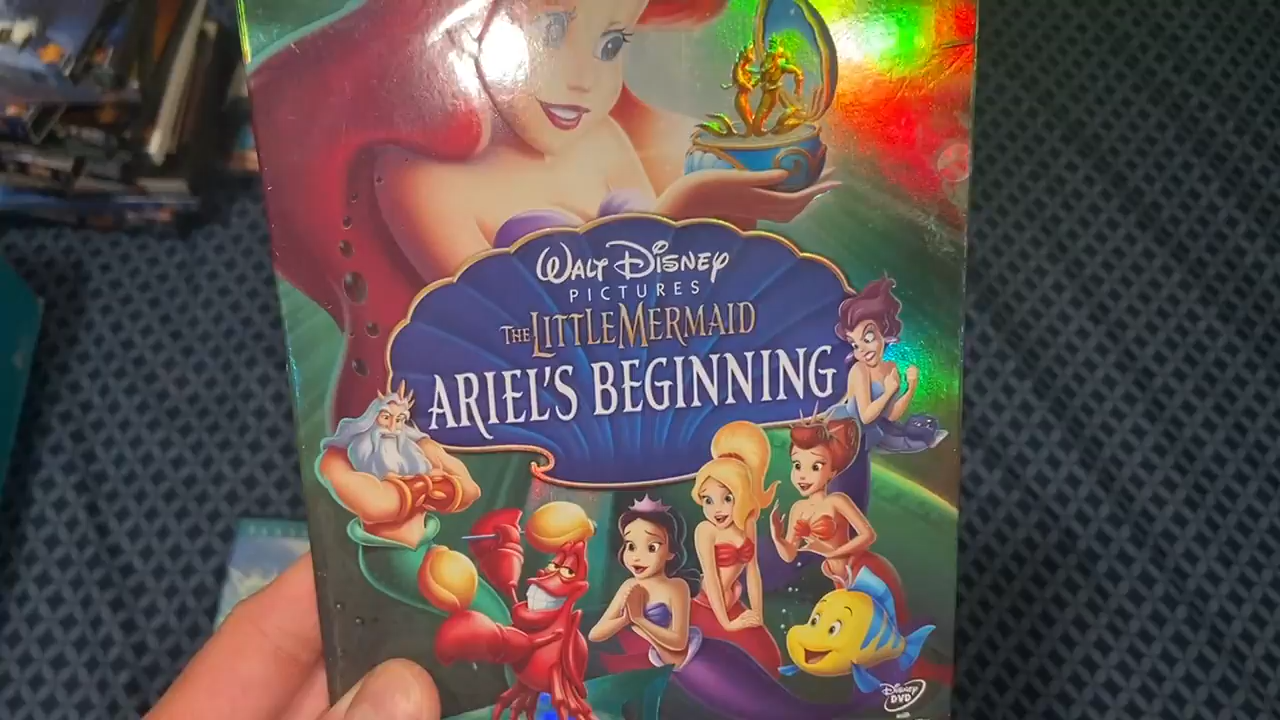 WALT DISNEY
PICTURES
THE LITTLE MERMAID
ARIEL'S BEGINNING
DISNEY
DVD